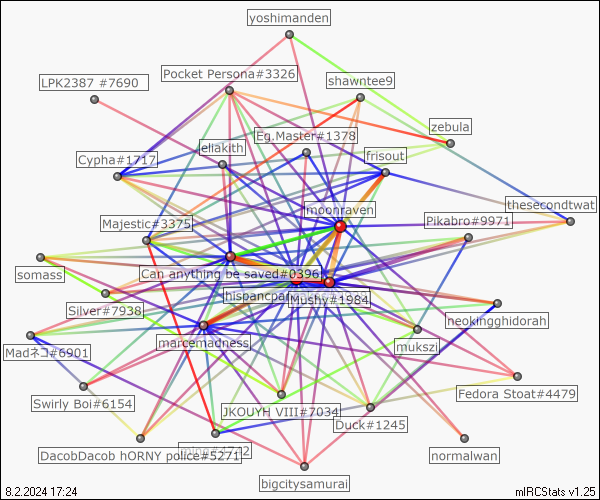 yoshimanden
Pocket Persona#3326
LPK2387 #7690
shawntee9
zebula
Eg.Master#1378
eliakith
Cypha#1717
frisout
thesecondtwat
moonraven
Pikabro#9971
Majestic#3375
somass
Can anything be saved#0396
Silver#7938
hispancpa
Mushy#1984
neokingghidorah
marcemadness
mukszi
Madネコ#6901
Fedora Stoat#4479
Swirly Boi#6154
JKOUYH VIII#7034
Duck#1245
DacobDacob hORNY police#5271
normalwan
bigcitysamurai
8.2.2024 17:24
mIRCStats v1.25